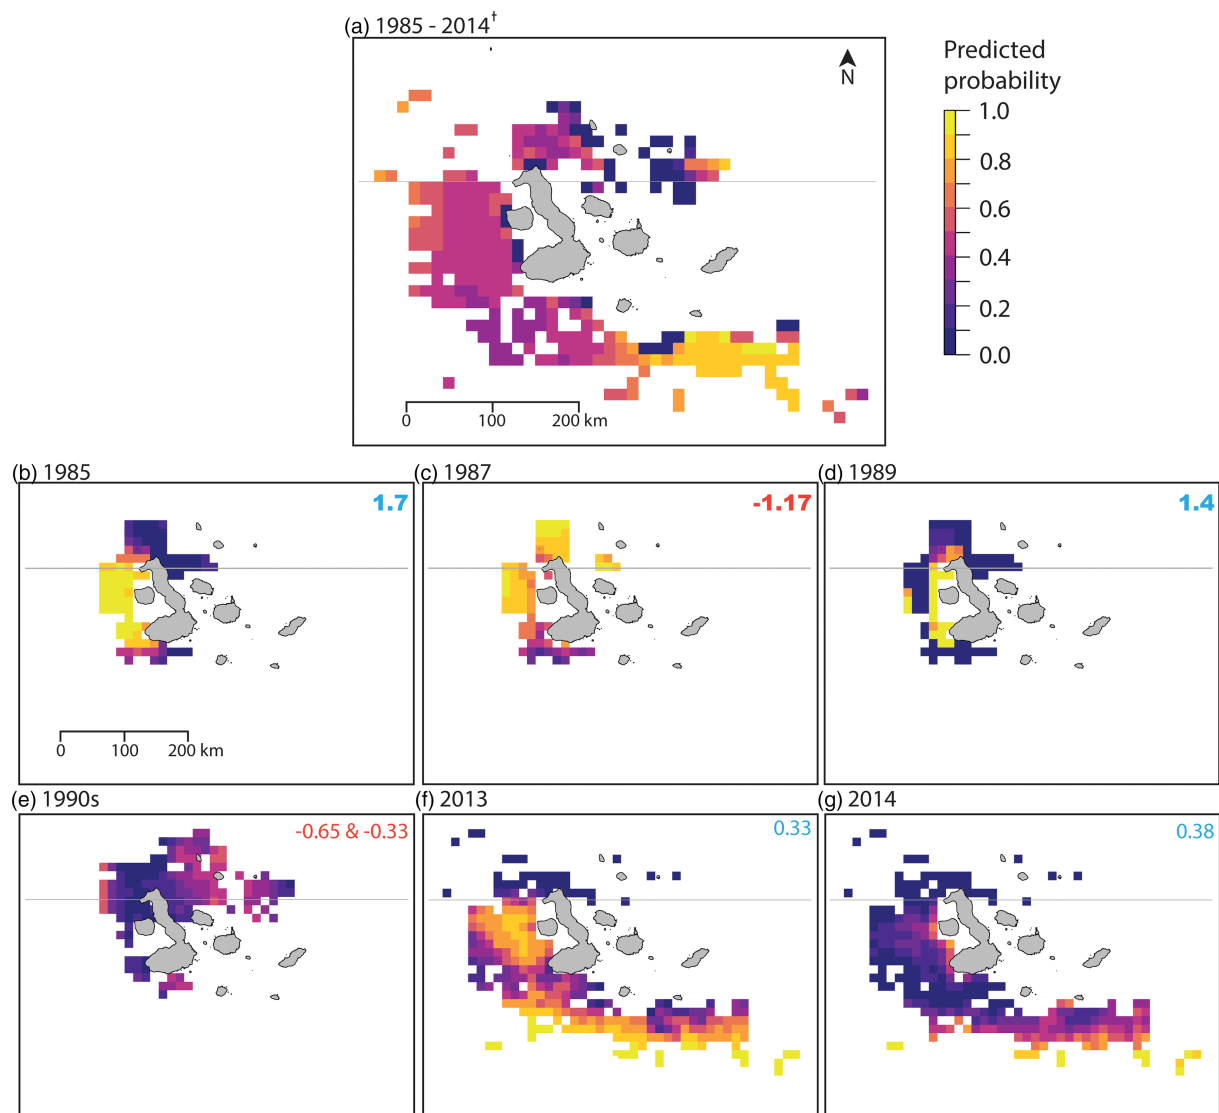 (a) 1985 - 2014†
N
Predicted
probability
1.0
0.8
0.6
0.4
0.2
0.0
0 100 200 km
(b) 1985
1.7
(c) 1987
-1.17
(d) 1989
1.4
0 100 200 km
(e) 1990s
-0.65 & -0.33
(f) 2013
0.33
(g) 2014
0.38